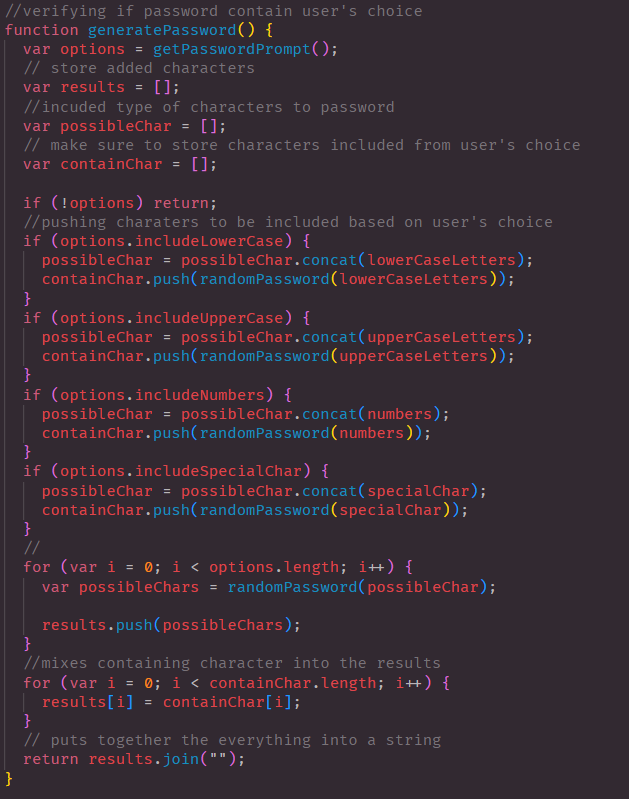 //verifying if password contain user's choice
function generatePassword() {
  var options = getPasswordPrompt();
  // store added characters
  var results = [];
  //incuded type of characters to password
  var possibleChar = [];
  // make sure to store characters included from user's choice
  var containChar = [];

  if (!options) return;
  //pushing charaters to be included based on user's choice
  if (options.includeLowerCase) {
    possibleChar = possibleChar.concat(lowerCaseLetters);
    containChar.push(randomPassword(lowerCaseLetters));
  }
  if (options.includeUpperCase) {
    possibleChar = possibleChar.concat(upperCaseLetters);
    containChar.push(randomPassword(upperCaseLetters));
  }
  if (options.includeNumbers) {
    possibleChar = possibleChar.concat(numbers);
    containChar.push(randomPassword(numbers));
  }
  if (options.includeSpecialChar) {
    possibleChar = possibleChar.concat(specialChar);
    containChar.push(randomPassword(specialChar));
  }
  //
  for (var i = 0; i < options.length; i++) {
    var possibleChars = randomPassword(possibleChar);

    results.push(possibleChars);
  }
  //mixes containing character into the results
  for (var i = 0; i < containChar.length; i++) {
    results[i] = containChar[i];
  }
  // puts together the everything into a string
  return results.join("");
}